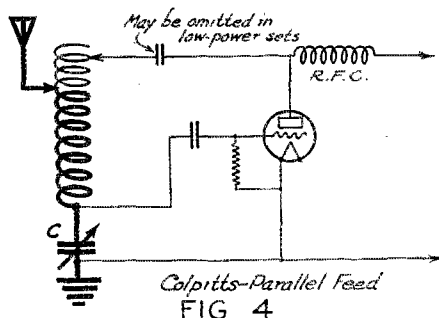 May be omitted in
low-power sets
R.F.C.
C
Colpitts-Parallel Feed
FIG 4